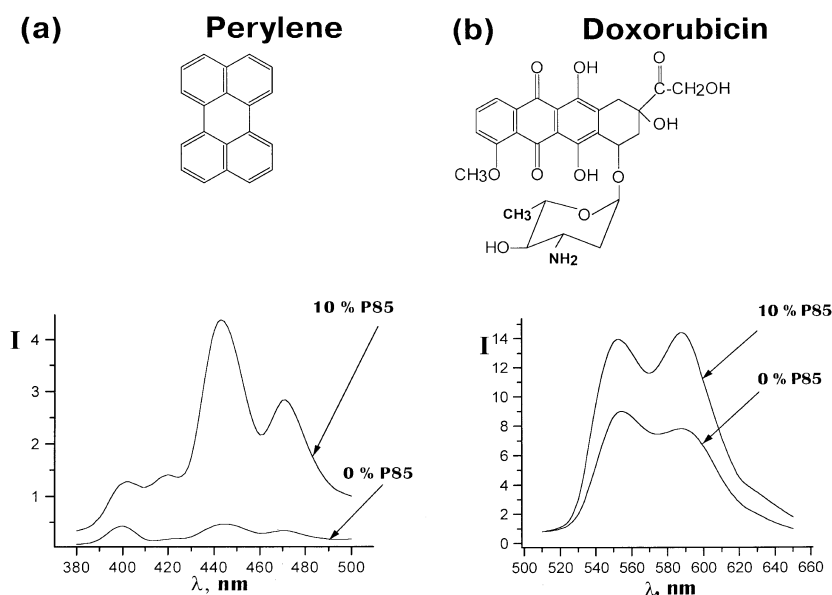 (a) Perylene
(b) Doxorubicin
O OH O
C-CH2OH
OH
CH3O O OH
O
CH3 O
HO
NH2
10 % P85
0 % P85
I
4
3
2
1
380 400 420 440 460 480 500
λ, nm
10 % P85
0 % P85
I
14
12
10
8
6
4
2
0
500 520 540 560 580 600 620 640 660
λ, nm